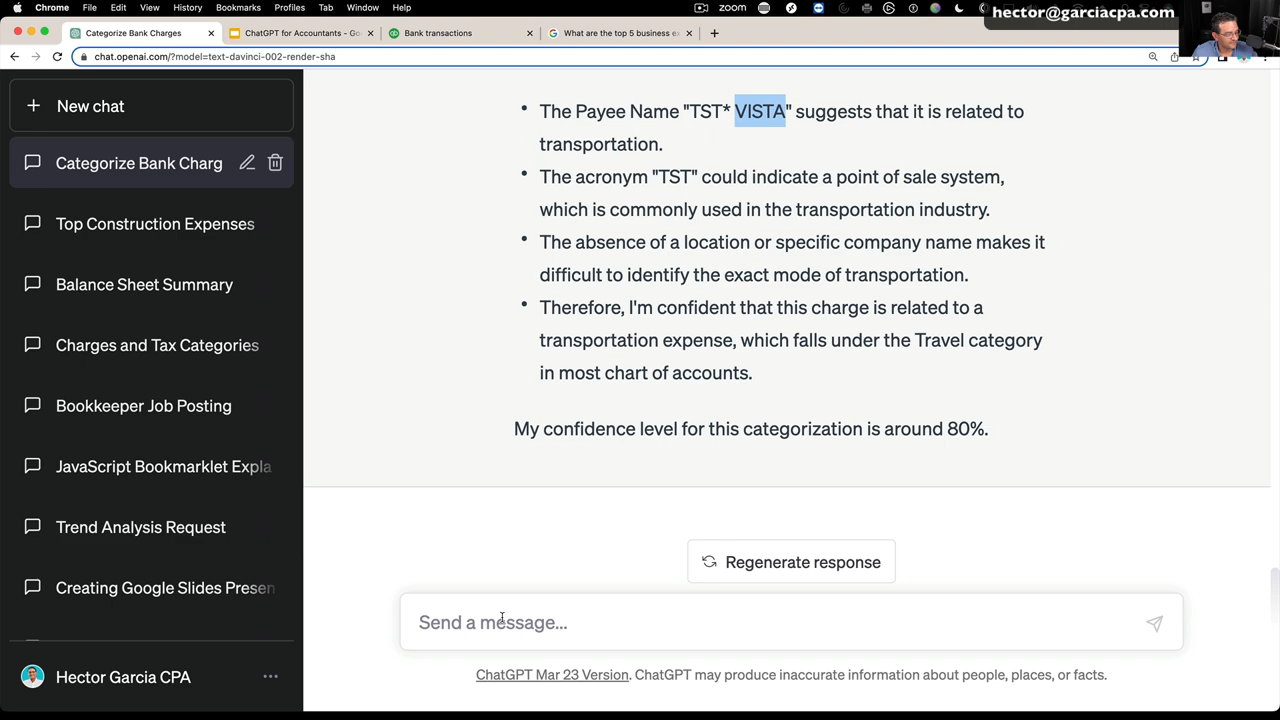 Chrome File Edit View History Bookmarks Profiles Tab Window Help
zoom
hector@garciacpa.com
Categorize Bank Charges
ChatGPT for Accountants - Go
Bank transactions
What are the top 5 business es
chat.openai.com/?model=text-davinci-002-render-sha
New chat
Categorize Bank Charg
Top Construction Expenses
Balance Sheet Summary
Charges and Tax Categories
Bookkeeper Job Posting
JavaScript Bookmarklet Expla
Trend Analysis Request
Creating Google Slides Presen
Hector Garcia CPA
• The Payee Name "TST* VISTA" suggests that it is related to
transportation.
• The acronym "TST" could indicate a point of sale system,
which is commonly used in the transportation industry.
• The absence of a location or specific company name makes it
difficult to identify the exact mode of transportation.
• Therefore, I'm confident that this charge is related to a
transportation expense, which falls under the Travel category
in most chart of accounts.
My confidence level for this categorization is around 80%.
Regenerate response
Send a message...
ChatGPT Mar 23 Version. ChatGPT may produce inaccurate information about people, places, or facts.